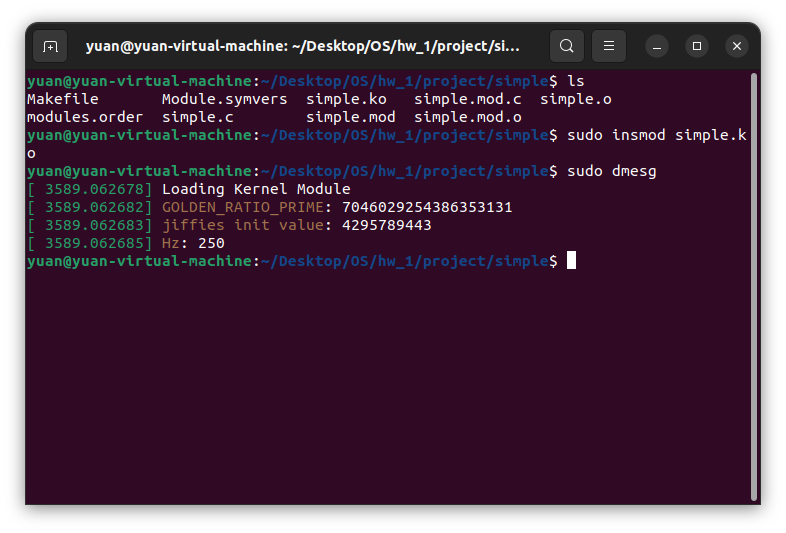 yuan@yuan-virtual-machine: ~/Desktop/OS/hw_1/project/si...
yuan@yuan-virtual-machine:~/Desktop/OS/hw_1/project/simple$ ls
Makefile       Module.symvers  simple.ko   simple.mod.c  simple.o
modules.order  simple.c        simple.mod  simple.mod.o
yuan@yuan-virtual-machine:~/Desktop/OS/hw_1/project/simple$ sudo insmod simple.k
o
yuan@yuan-virtual-machine:~/Desktop/OS/hw_1/project/simple$ sudo dmesg
[ 3589.062678] Loading Kernel Module
[ 3589.062682] GOLDEN_RATIO_PRIME: 7046029254386353131
[ 3589.062683] jiffies init value: 4295789443
[ 3589.062685] Hz: 250
yuan@yuan-virtual-machine:~/Desktop/OS/hw_1/project/simple$